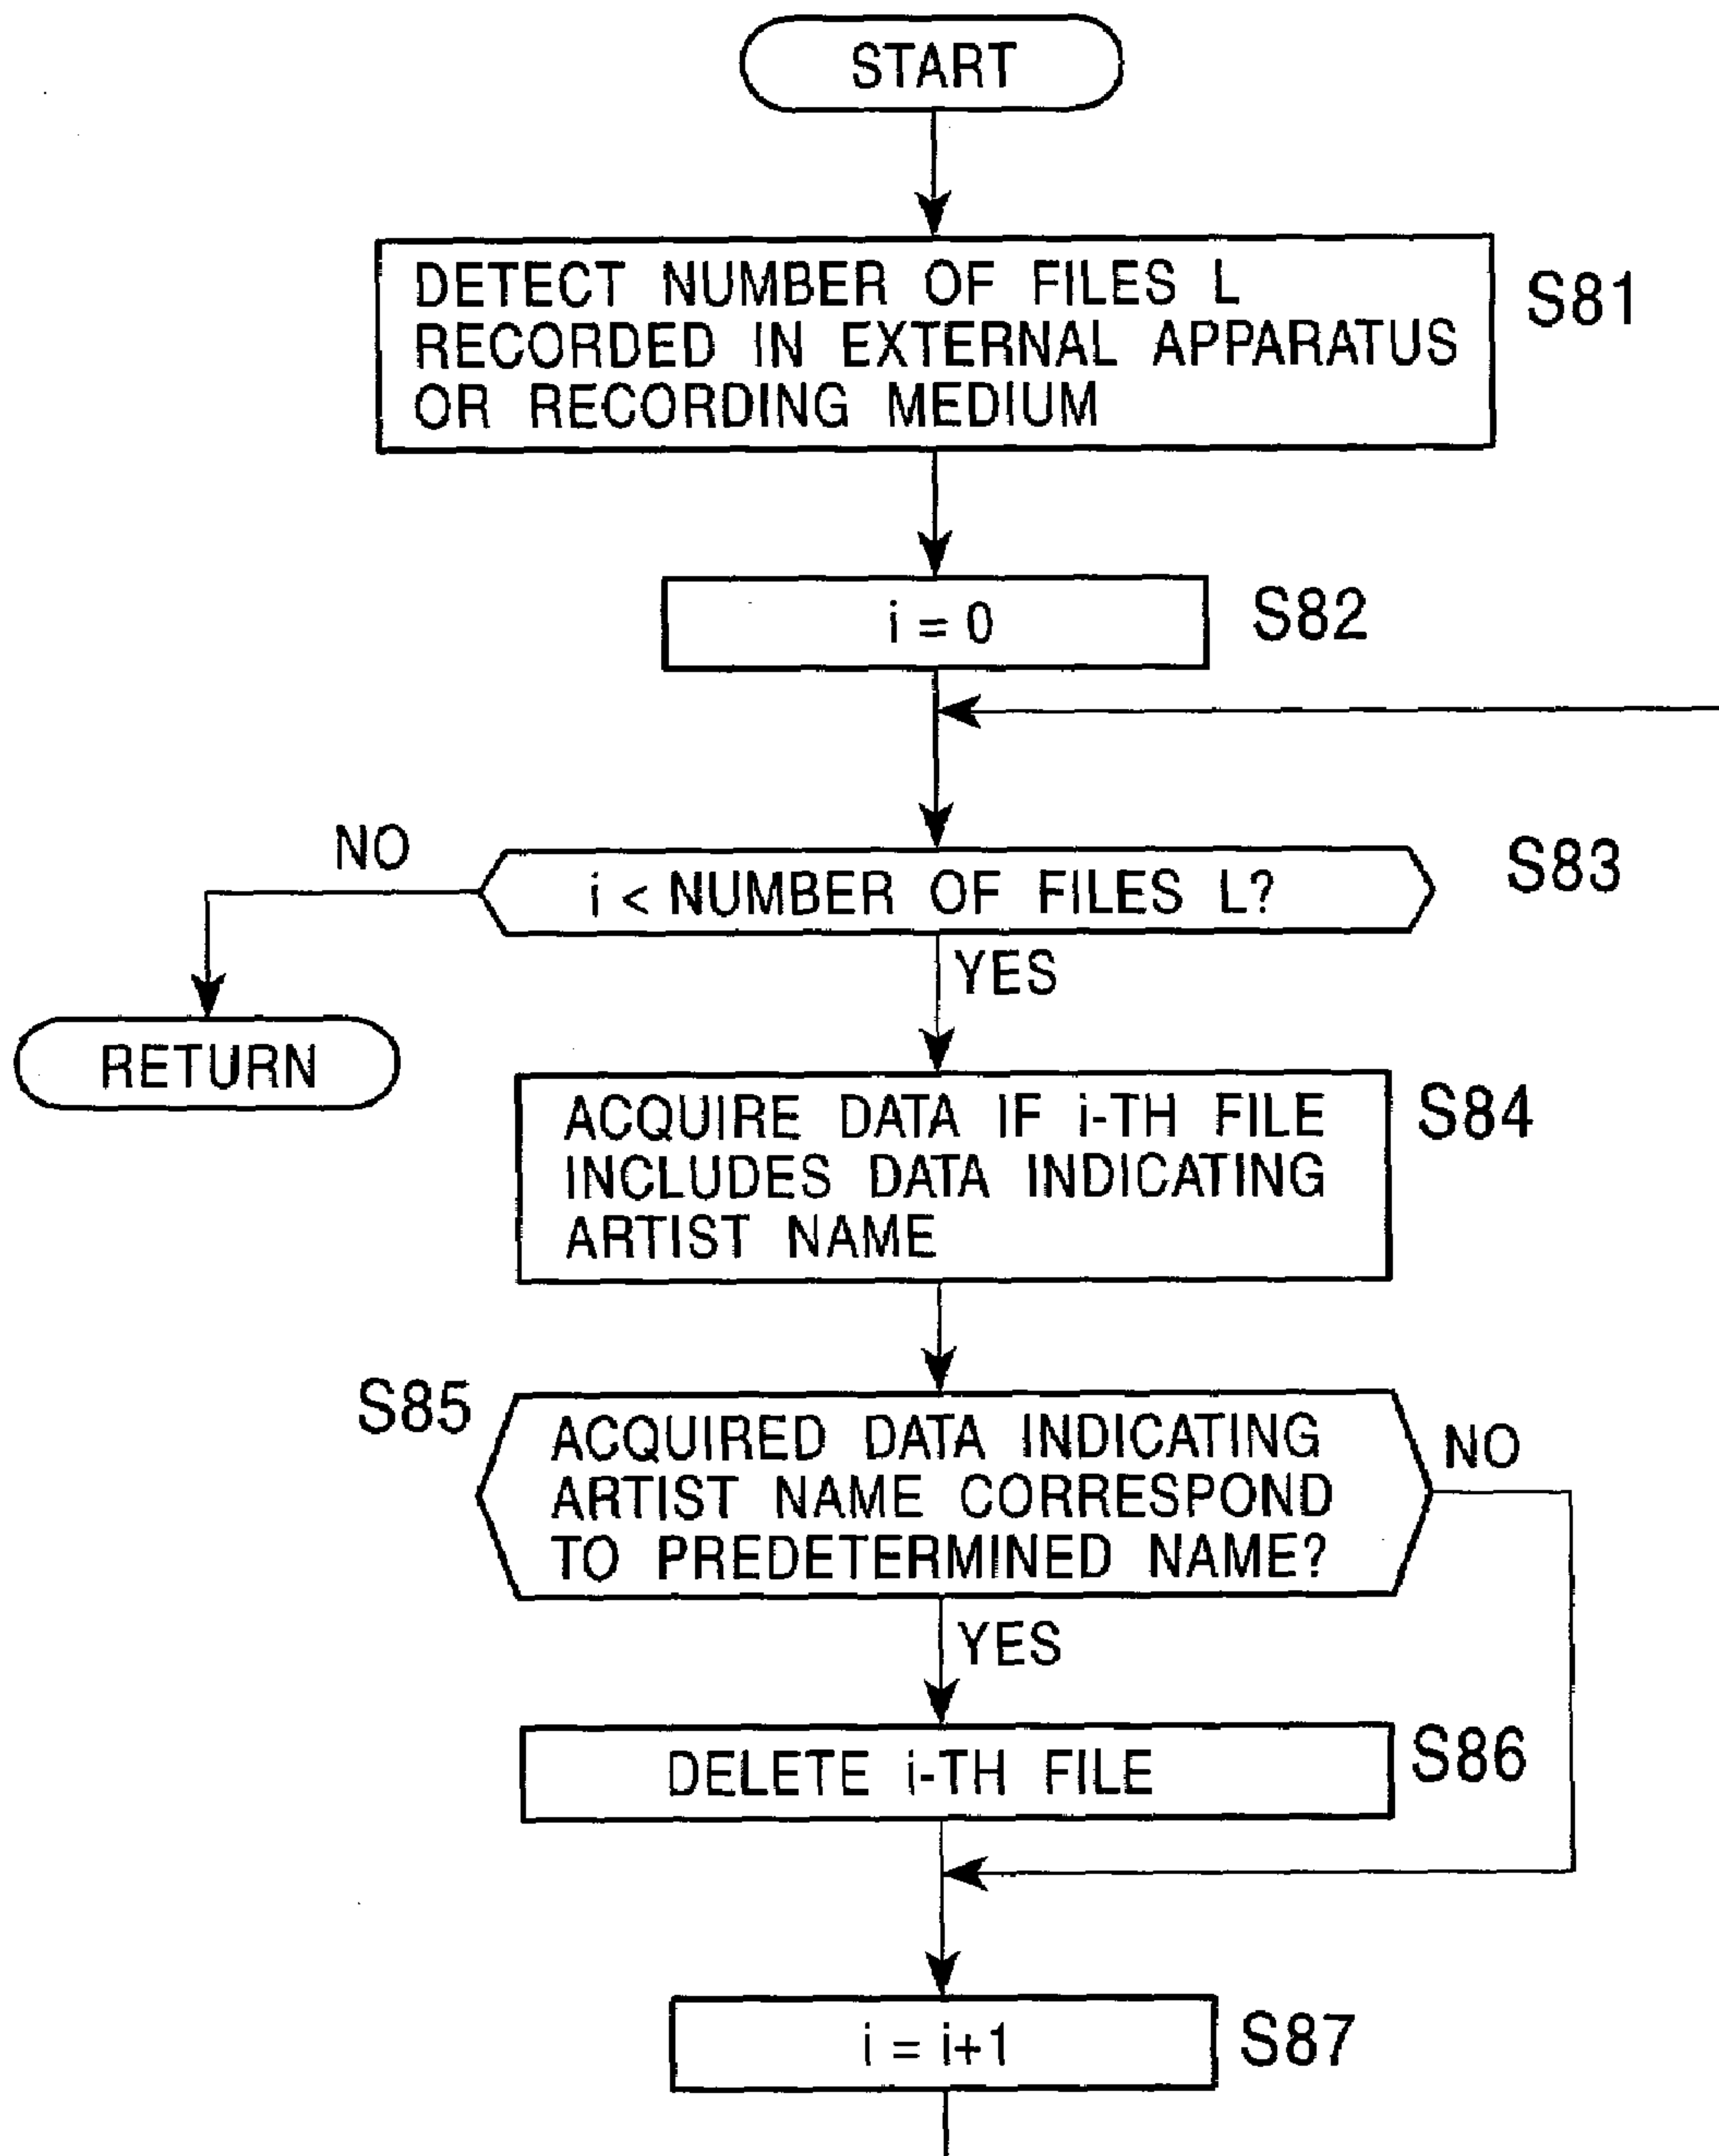 START
DETECT NUMBER OF FILES L
RECORDED IN EXTERNAL APPARATUS
OR RECORDING MEDIUM
S81
i = 0
S82
NO
i < NUMBER OF FILES L?
S83
YES
RETURN
ACQUIRE DATA IF i-TH FILE
INCLUDES DATA INDICATING
ARTIST NAME
S84
S85
ACQUIRED DATA INDICATING
ARTIST NAME CORRESPOND
TO PREDETERMINED NAME?
NO
YES
DELETE i-TH FILE
S86
i = i+1
S87